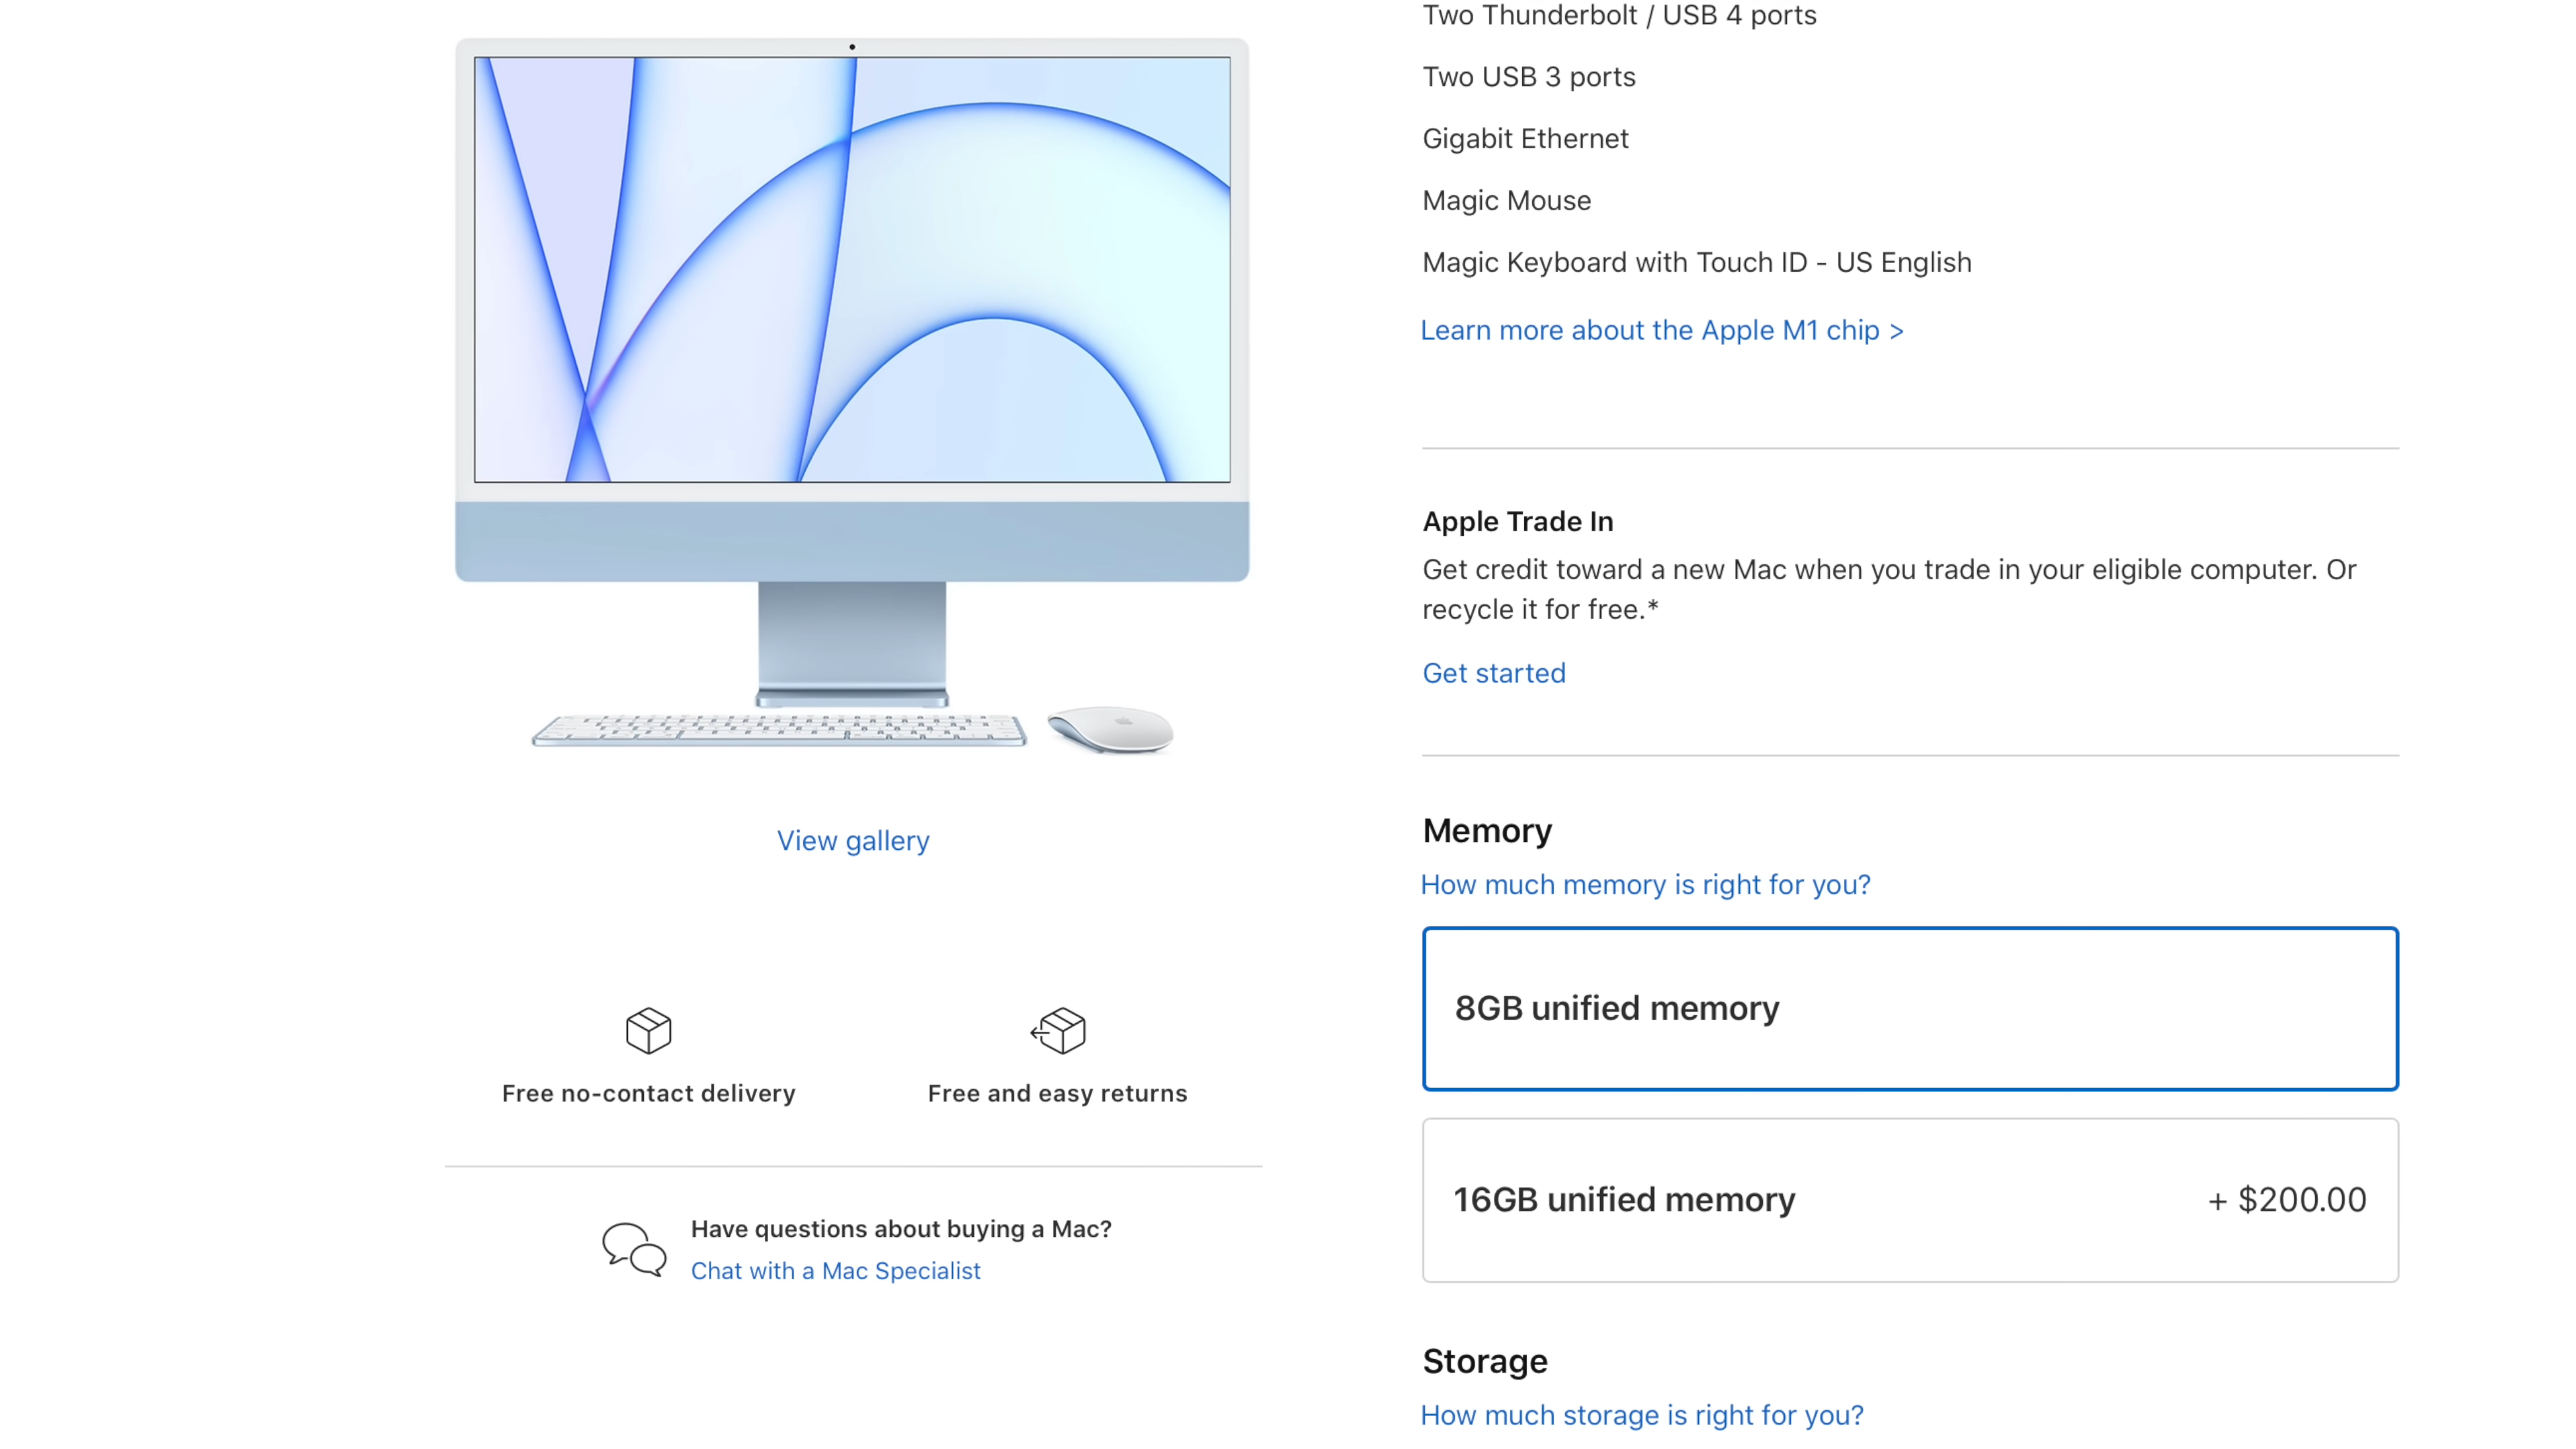 Two Thunderbolt / USB 4 ports
Two USB 3 ports
Gigabit Ethernet
Magic Mouse
Magic Keyboard with Touch ID - US English
Learn more about the Apple M1 chip >
Apple Trade In
Get credit toward a new Mac when you trade in your eligible computer. Or
recycle it for free.*
Get started
View gallery
Memory
How much memory is right for you?
8GB unified memory
16GB unified memory + $200.00
Free no-contact delivery
Free and easy returns
Have questions about buying a Mac?
Chat with a Mac Specialist
Storage
How much storage is right for you?